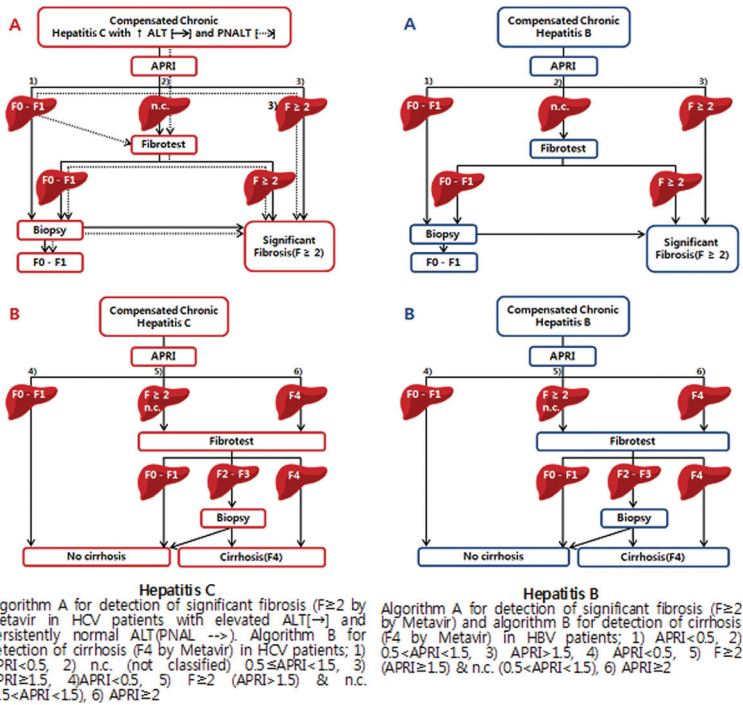 A
Compensated Chronic
Hepatitis C with ↑ ALT [→] and PNALT [⇢]
APRI
1)
2)
3)
F0 - F1
n.c.
3)
F ≥ 2
Fibrotest
F0 - F1
F ≥ 2
Biopsy
Significant
Fibrosis(F ≥ 2)
F0 - F1
B
Compensated Chronic
Hepatitis C
APRI
4)
5)
6)
F0 - F1
F ≥ 2
n.c.
F4
Fibrotest
F0 - F1
F2 - F3
F4
Biopsy
No cirrhosis
Cirrhosis(F4)
Hepatitis C
lgorithm A for detection of significant fibrosis (F≥2 by
etavir in HCV patients with elevated ALT[→] and
ersistently normal ALT(PNAL -->). Algorithm B for
etection of cirrhosis (F4 by Metavir) in HCV patients; 1)
PRI<0.5, 2) n.c. (not classified) 0.5≤APRI<1.5, 3)
PRI≥1.5, 4)APRI<0.5, 5) F≥2 (APRI>1.5) & n.c.
.5<APRI<1.5), 6) APRI≥2
A
Compensated Chronic
Hepatitis B
APRI
1)
2)
3)
F0 - F1
n.c.
F ≥ 2
Fibrotest
F0 - F1
F ≥ 2
Biopsy
Significant
Fibrosis(F ≥ 2)
F0 - F1
B
Compensated Chronic
Hepatitis B
APRI
4)
5)
6)
F0 - F1
F ≥ 2
n.c.
F4
Fibrotest
F0 - F1
F2 - F3
F4
Biopsy
No cirrhosis
Cirrhosis(F4)
Hepatitis B
Algorithm A for detection of significant fibrosis (F≥2
by Metavir) and algorithm B for detection of cirrhosis
(F4 by Metavir) in HBV patients; 1) APRI<0.5, 2)
0.5<APRI<1.5, 3) APRI>1.5, 4) APRI<0.5, 5) F≥2
(APRI≥1.5) & n.c. (0.5<APRI<1.5), 6) APRI≥2